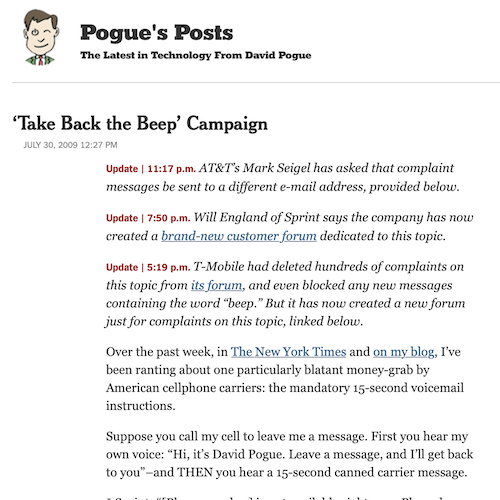 Pogue's Posts
The Latest in Technology From David Pogue
‘Take Back the Beep’ Campaign
JULY 30, 2009 12:27 PM
Update | 11:17 p.m. AT&T’s Mark Seigel has asked that complaint
messages be sent to a different e-mail address, provided below.
Update | 7:50 p.m. Will England of Sprint says the company has now
created a brand-new customer forum dedicated to this topic.
Update | 5:19 p.m. T-Mobile had deleted hundreds of complaints on
this topic from its forum, and even blocked any new messages
containing the word “beep.” But it has now created a new forum
just for complaints on this topic, linked below.
Over the past week, in The New York Times and on my blog, I’ve
been ranting about one particularly blatant money-grab by
American cellphone carriers: the mandatory 15-second voicemail
instructions.
Suppose you call my cell to leave me a message. First you hear my
own voice: “Hi, it’s David Pogue. Leave a message, and I’ll get back
to you”–and THEN you hear a 15-second canned carrier message.